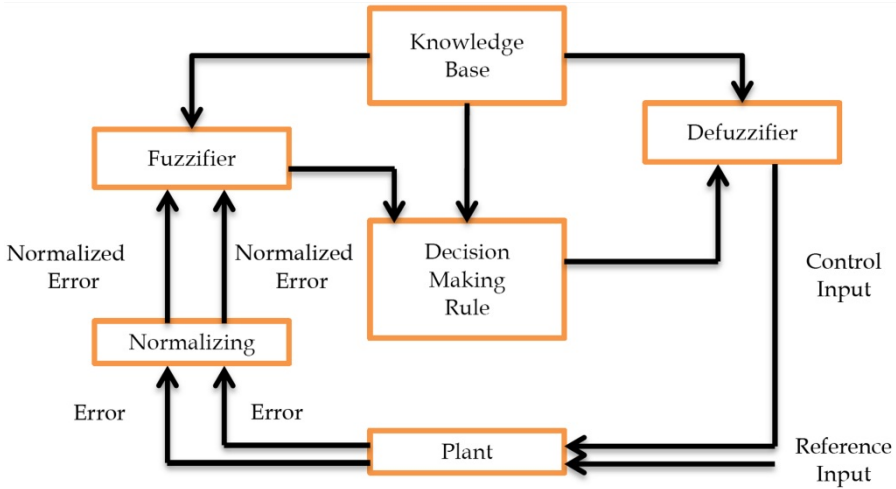 Knowledge
Base
Defuzzifier
Fuzzifier
Decision
Making
Rule
Normalized
Error
Normalized
Error
Control
Input
Normalizing
Error
Error
Plant
Reference
Input